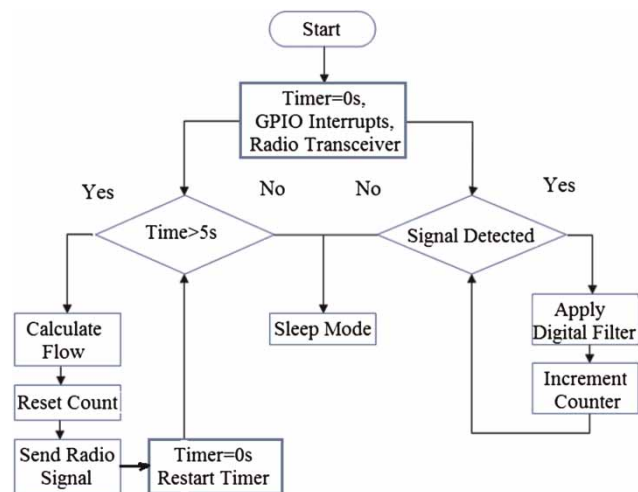 Start
Timer=0s,
GPIO Interrupts,
Radio Transceiver
Yes
No
No
Yes
Time>5s
Signal Detected
Calculate
Flow
Sleep Mode
Apply
Digital Filter
Reset Count
Increment
Counter
Send Radio
Signal
Timer=0s
Restart Timer